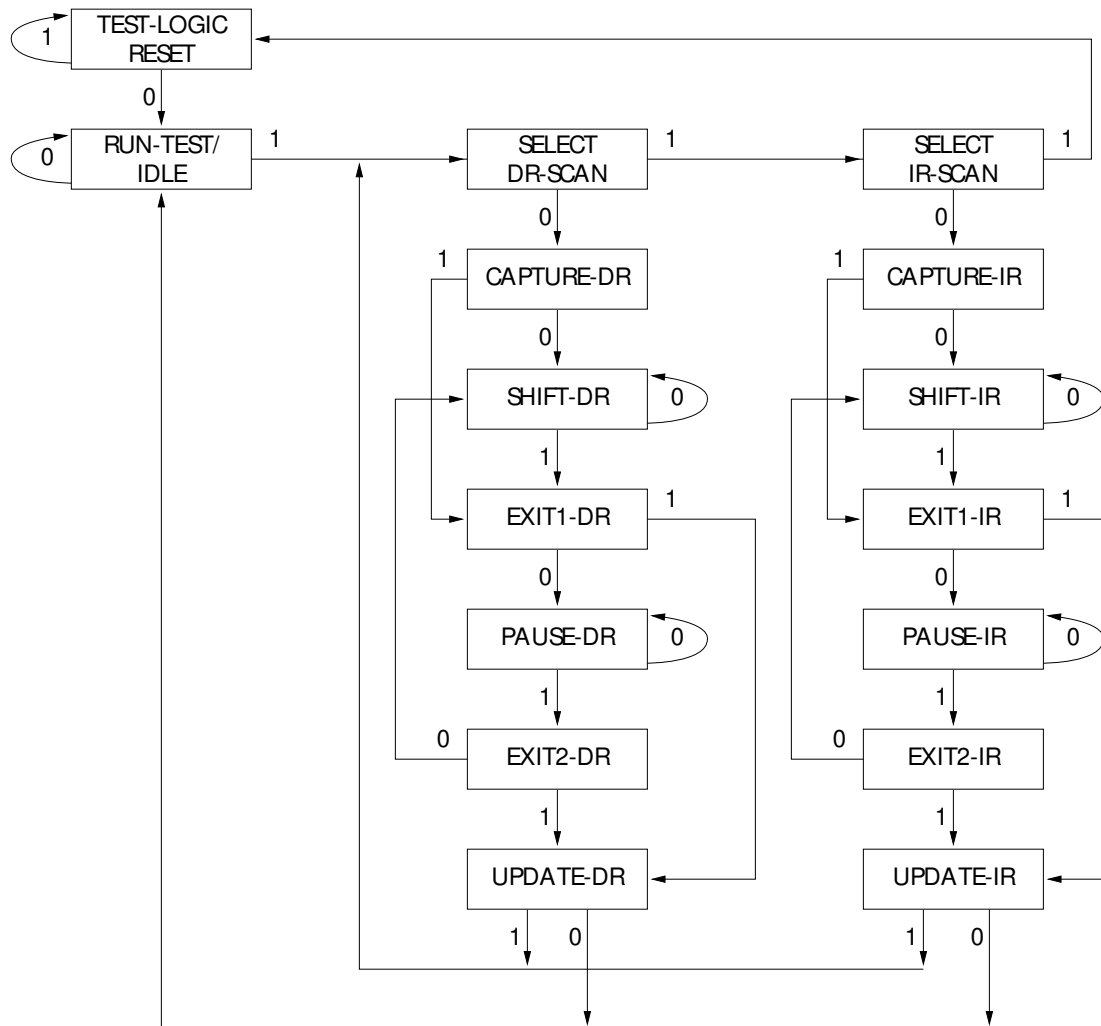 TEST-LOGIC
RESET
1
0
RUN-TEST/
IDLE
0
1
SELECT
DR-SCAN
1
SELECT
IR-SCAN
1
0
0
1
CAPTURE-DR
1
CAPTURE-IR
0
0
SHIFT-DR
0
SHIFT-IR
0
1
1
EXIT1-DR
1
EXIT1-IR
1
0
0
PAUSE-DR
0
PAUSE-IR
0
1
1
0
EXIT2-DR
0
EXIT2-IR
1
1
UPDATE-DR
UPDATE-IR
1
0
1
0